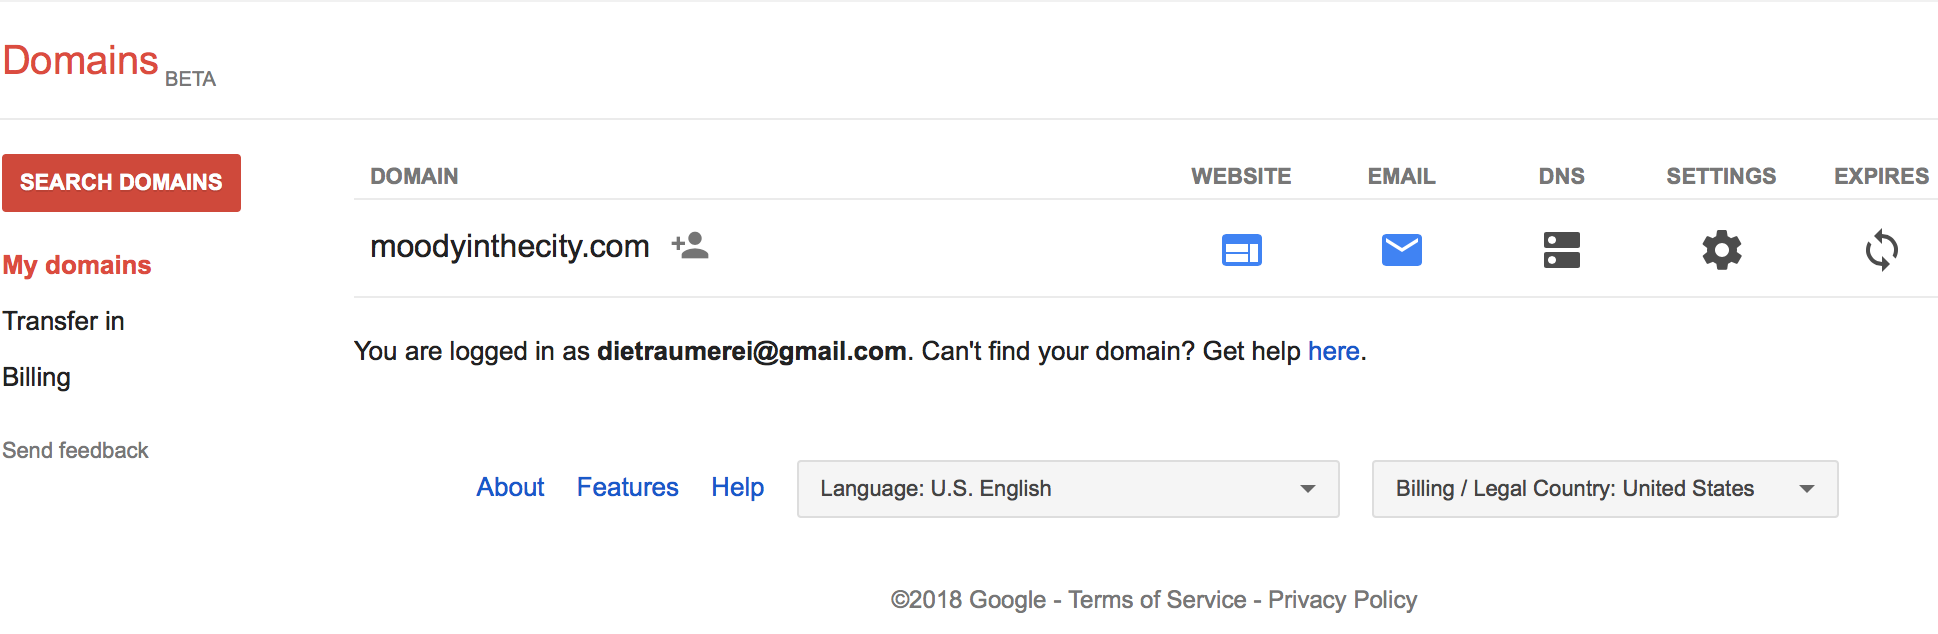 Domains BETA
SEARCH DOMAINS
My domains
Transfer in
Billing
Send feedback
DOMAIN WEBSITE EMAIL DNS SETTINGS EXPIRES
moodyinthecity.com
You are logged in as dietraumerei@gmail.com. Can't find your domain? Get help here.
About Features Help Language: U.S. English Billing / Legal Country: United States
©2018 Google - Terms of Service - Privacy Policy